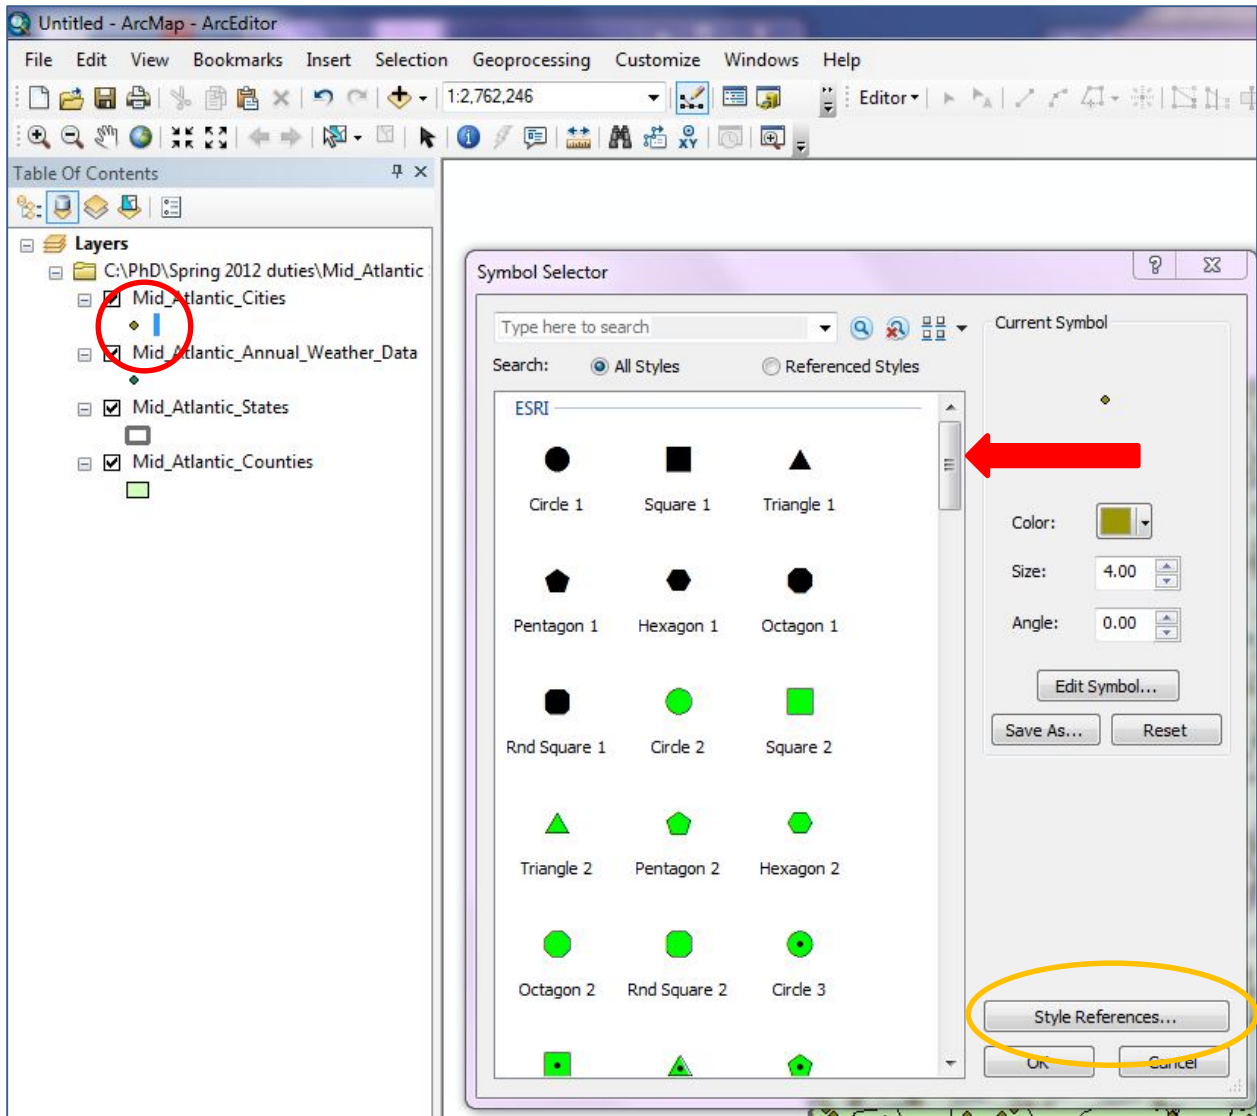 Untitled - ArcMap - ArcEditor
File Edit View Bookmarks Insert Selection Geoprocessing Customize Windows Help
1:2,762,246 Editor
Table Of Contents
Layers
C:\PhD\Spring 2012 duties\Mid_Atlantic
Mid_Atlantic_Cities
Mid_Atlantic_Annual_Weather_Data
Mid_Atlantic_States
Mid_Atlantic_Counties
Symbol Selector
Type here to search
Search: All Styles Referenced Styles
ESRI
Circle 1 Square 1 Triangle 1
Pentagon 1 Hexagon 1 Octagon 1
Rnd Square 1 Circle 2 Square 2
Triangle 2 Pentagon 2 Hexagon 2
Octagon 2 Rnd Square 2 Circle 3
Current Symbol
Color:
Size: 4.00
Angle: 0.00
Edit Symbol...
Save As... Reset
Style References...
OK Cancel